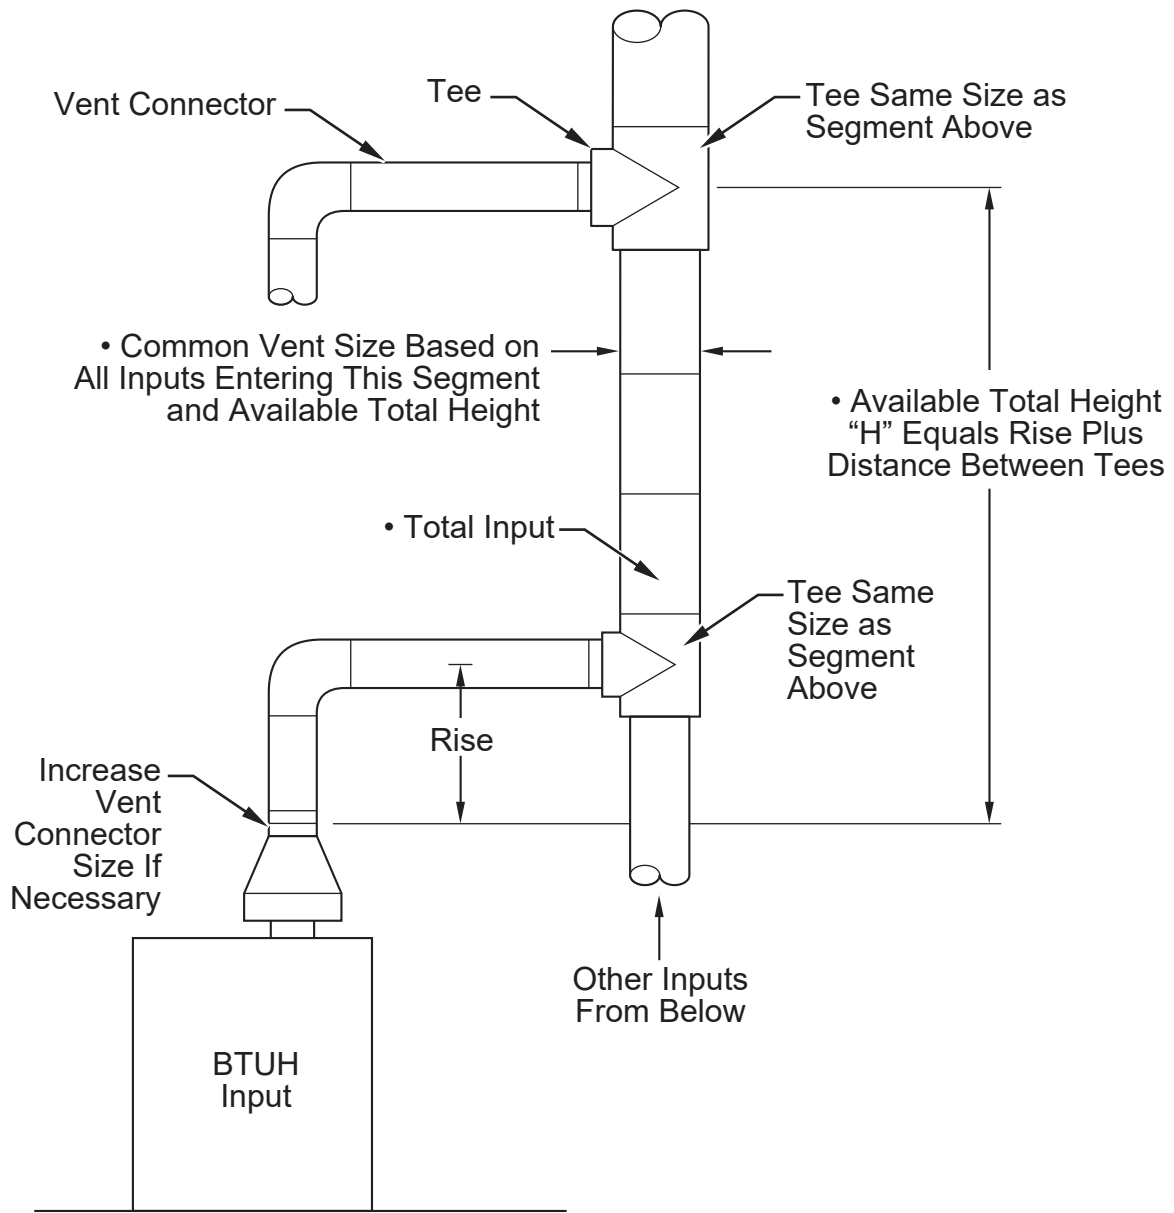 Vent Connector
Tee
Tee Same Size as
Segment Above
• Common Vent Size Based on
All Inputs Entering This Segment
and Available Total Height
• Available Total Height
“H” Equals Rise Plus
Distance Between Tees
• Total Input
Tee Same
Size as
Segment
Above
Rise
Increase
Vent
Connector
Size If
Necessary
Other Inputs
From Below
BTUH
Input